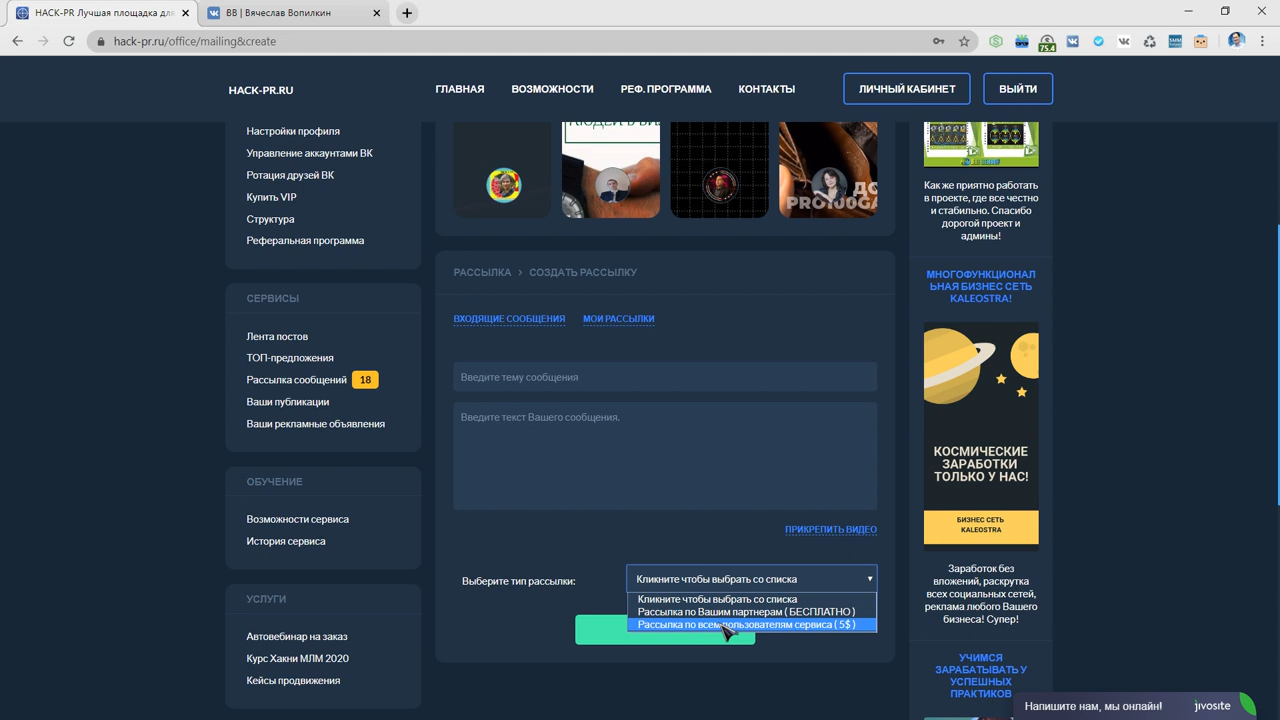 HACK-PR Лучшая площадка для
ВВ | Вячеслав Вопилкин
hack-pr.ru/office/mailing&create
75.4
HACK-PR.RU
ГЛАВНАЯ
ВОЗМОЖНОСТИ
РЕФ. ПРОГРАММА
КОНТАКТЫ
ЛИЧНЫЙ КАБИНЕТ
ВЫЙТИ
Настройки профиля
Управление аккаунтами ВК
Ротация друзей ВК
Купить VIP
Структура
Реферальная программа
СЕРВИСЫ
Лента постов
ТОП-предложения
Рассылка сообщений 18
Ваши публикации
Ваши рекламные объявления
ОБУЧЕНИЕ
Возможности сервиса
История сервиса
УСЛУГИ
Автовебинар на заказ
Курс Хакни МЛМ 2020
Кейсы продвижения
РАССЫЛКА > СОЗДАТЬ РАССЫЛКУ
ВХОДЯЩИЕ СООБЩЕНИЯ
МОИ РАССЫЛКИ
Введите тему сообщения
Введите текст Вашего сообщения.
ПРИКРЕПИТЬ ВИДЕО
Выберите тип рассылки:
Кликните чтобы выбрать со списка
Кликните чтобы выбрать со списка
Рассылка по Вашим партнерам ( БЕСПЛАТНО )
Рассылка по всем пользователям сервиса ( 5$ )
Как же приятно работать
в проекте, где все честно
и стабильно. Спасибо
дорогой проект и
админы!
МНОГОФУНКЦИОНАЛ
ЬНАЯ БИЗНЕС СЕТЬ
KALEOSTRA!
КОСМИЧЕСКИЕ
ЗАРАБОТКИ
ТОЛЬКО У НАС!
БИЗНЕС СЕТЬ
KALEOSTRA
Заработок без
вложений, раскрутка
всех социальных сетей,
реклама любого Вашего
бизнеса! Супер!
УЧИМСЯ
ЗАРАБАТЫВАТЬ У
УСПЕШНЫХ
ПРАКТИКОВ
Напишите нам, мы онлайн!
jivosite